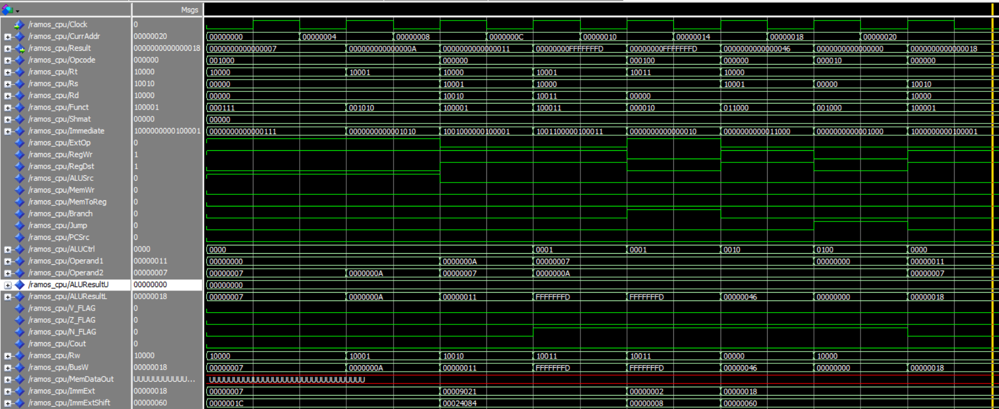 Msgs
/ramos_cpu/Clock 0
/ramos_cpu/CurrAddr 00000020 00000000 00000004 00000008 0000000C 00000010 00000014 00000018 00000020
/ramos_cpu/Result 0000000000000018 0000000000000007 000000000000000A 0000000000000011 00000000FFFFFFFD 00000000FFFFFFFD 0000000000000046 0000000000000000 0000000000000018
/ramos_cpu/Opcode 000000 001000 000000 000100 000000 000010 000000
/ramos_cpu/Rt 10000 10000 10001 10000 10001 10011 10000
/ramos_cpu/Rs 10010 00000 10001 10000 10001 00000 10010
/ramos_cpu/Rd 10000 00000 10010 10011 00000 10000
/ramos_cpu/Funct 100001 000111 001010 100001 100011 000010 011000 001000 100001
/ramos_cpu/Shmat 00000 00000
/ramos_cpu/Immediate 1000000000100001 0000000000000111 0000000000001010 1001000000100001 1001100000100011 0000000000000010 0000000000011000 0000000000001000 1000000000100001
/ramos_cpu/ExtOp 0
/ramos_cpu/RegWr 1
/ramos_cpu/RegDst 1
/ramos_cpu/ALUSrc 0
/ramos_cpu/MemWr 0
/ramos_cpu/MemToReg 0
/ramos_cpu/Branch 0
/ramos_cpu/Jump 0
/ramos_cpu/PCSrc 0
/ramos_cpu/ALUCtrl 0000 0000 0001 0001 0010 0100 0000
/ramos_cpu/Operand1 00000011 00000000 0000000A 00000007 00000000 00000011
/ramos_cpu/Operand2 00000007 00000007 0000000A 00000007 0000000A 00000007
/ramos_cpu/ALUResultU 00000000 00000000
/ramos_cpu/ALUResultL 00000018 00000007 0000000A 00000011 FFFFFFFD FFFFFFFD 00000046 00000000 00000018
/ramos_cpu/V_FLAG 0
/ramos_cpu/Z_FLAG 0
/ramos_cpu/N_FLAG 0
/ramos_cpu/Cout 0
/ramos_cpu/Rw 10000 10000 10001 10010 10011 10011 00000 10000
/ramos_cpu/BusW 00000018 00000007 0000000A 00000011 FFFFFFFD FFFFFFFD 00000046 00000000 00000018
/ramos_cpu/MemDataOut UUUUUUUUUUU... UUUUUUUUUUUUUUUUUUUUUUUUUUUUUUUU
/ramos_cpu/ImmExt 00000018 00000007 00009021 00000002 00000018
/ramos_cpu/ImmExtShift 00000060 0000001C 00024084 00000008 00000060